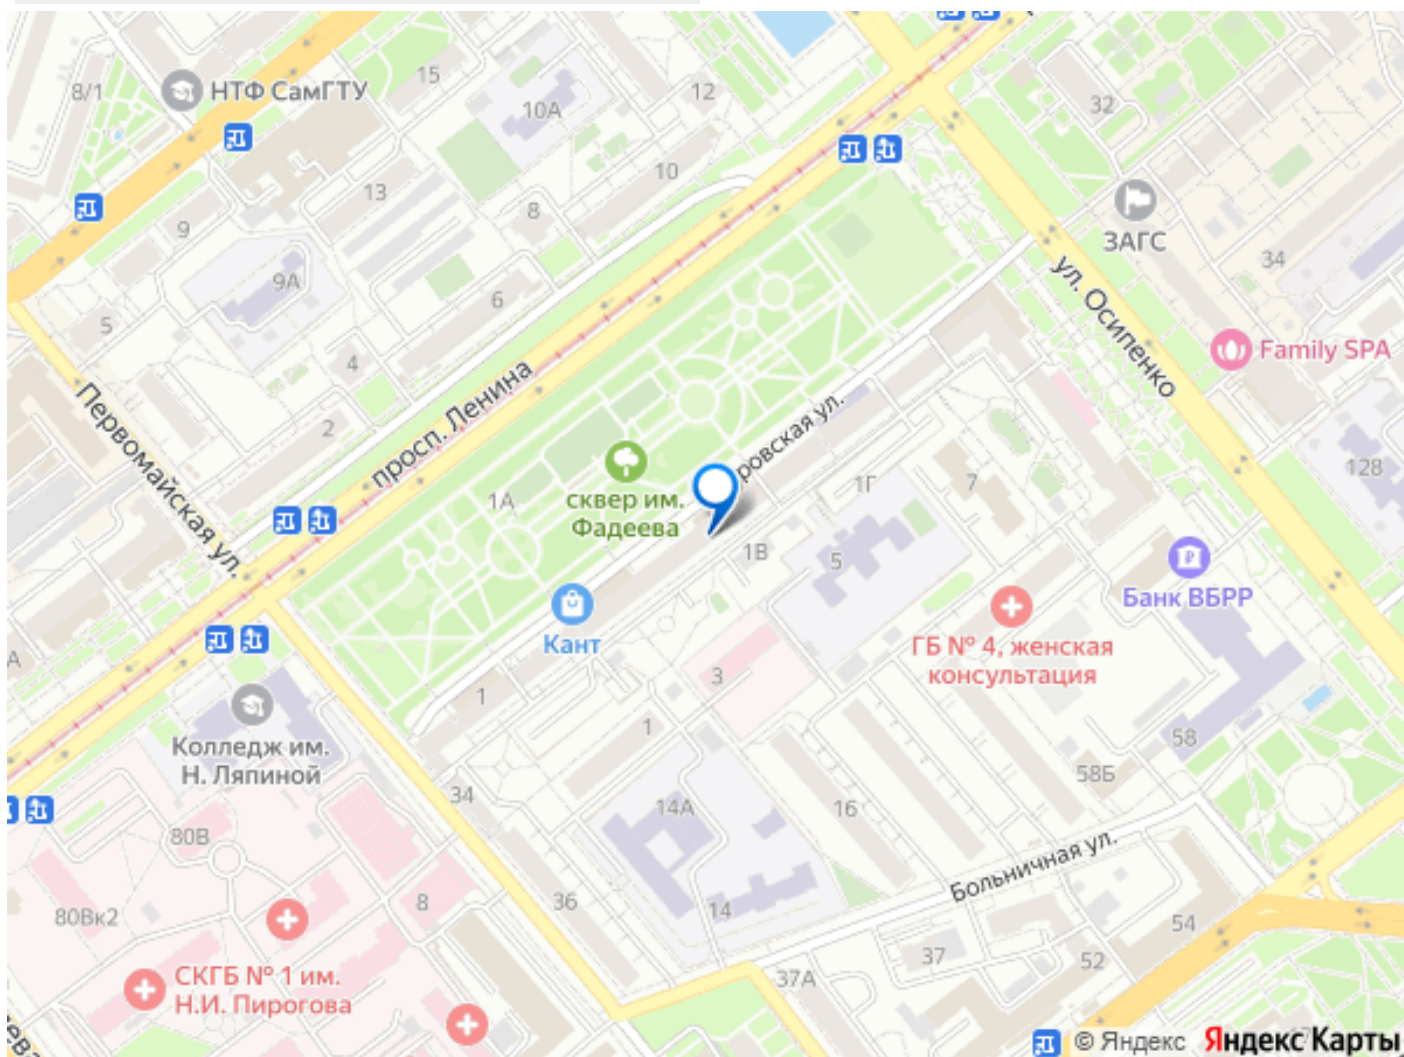 8/1
НТФ СамГТУ
15
10А
12
32
13
10
9
8
ЗАГС
9А
6
34
ул. Осипенко
5
4
Family SPA
Первомайская ул.
просп. Ленина
2
ровская ул.
128
1А
сквер им.
Фадеева
1Г
7
1В
5
Банк ВБРР
Кант
ГБ № 4, женская
консультация
3
1
1
Колледж им.
Н. Ляпиной
58
58Б
34
14А
16
80В
Больничная ул.
80Вк2
8
36
14
54
37
52
37А
СКГБ № 1 им.
Н.И. Пирогова
© Яндекс Яндекс Карты